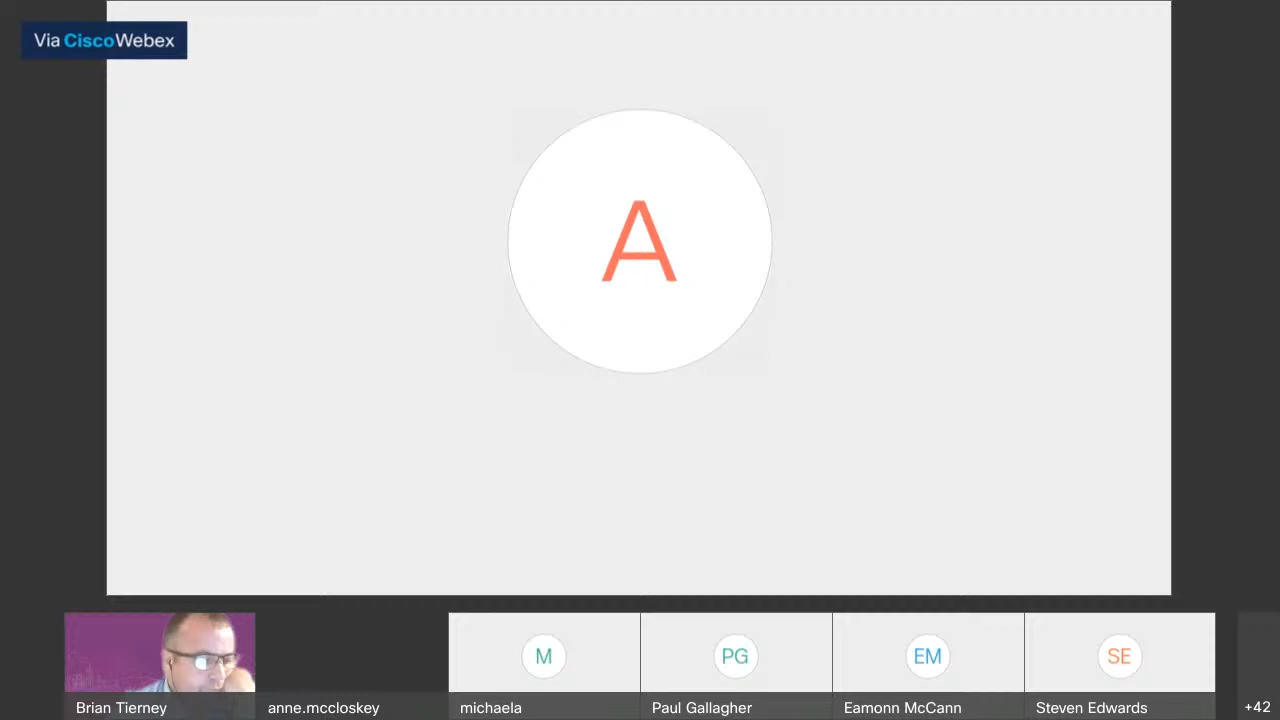 Via CiscoWebex
A
M
PG
EM
SE
Brian Tierney
anne.mccloskey
michaela
Paul Gallagher
Eamonn McCann
Steven Edwards
+42